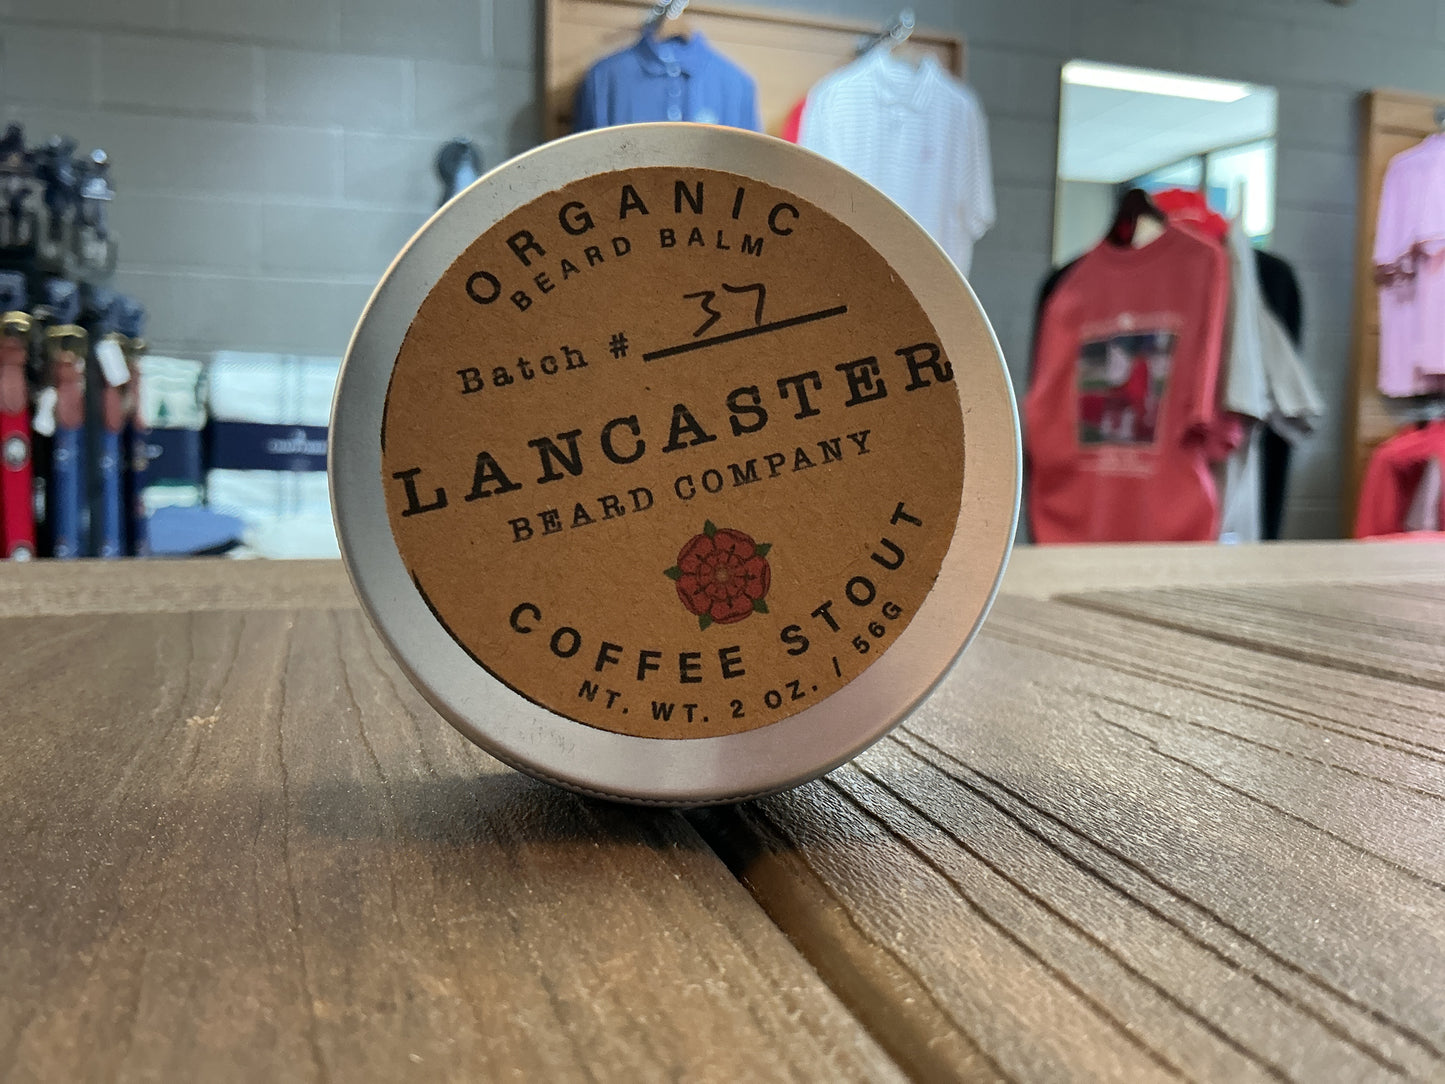 ORGANIC
BEARD BALM
Batch # 37
LANCASTER
BEARD COMPANY
COFFEE STOUT
NT. WT. 2 OZ. / 56G